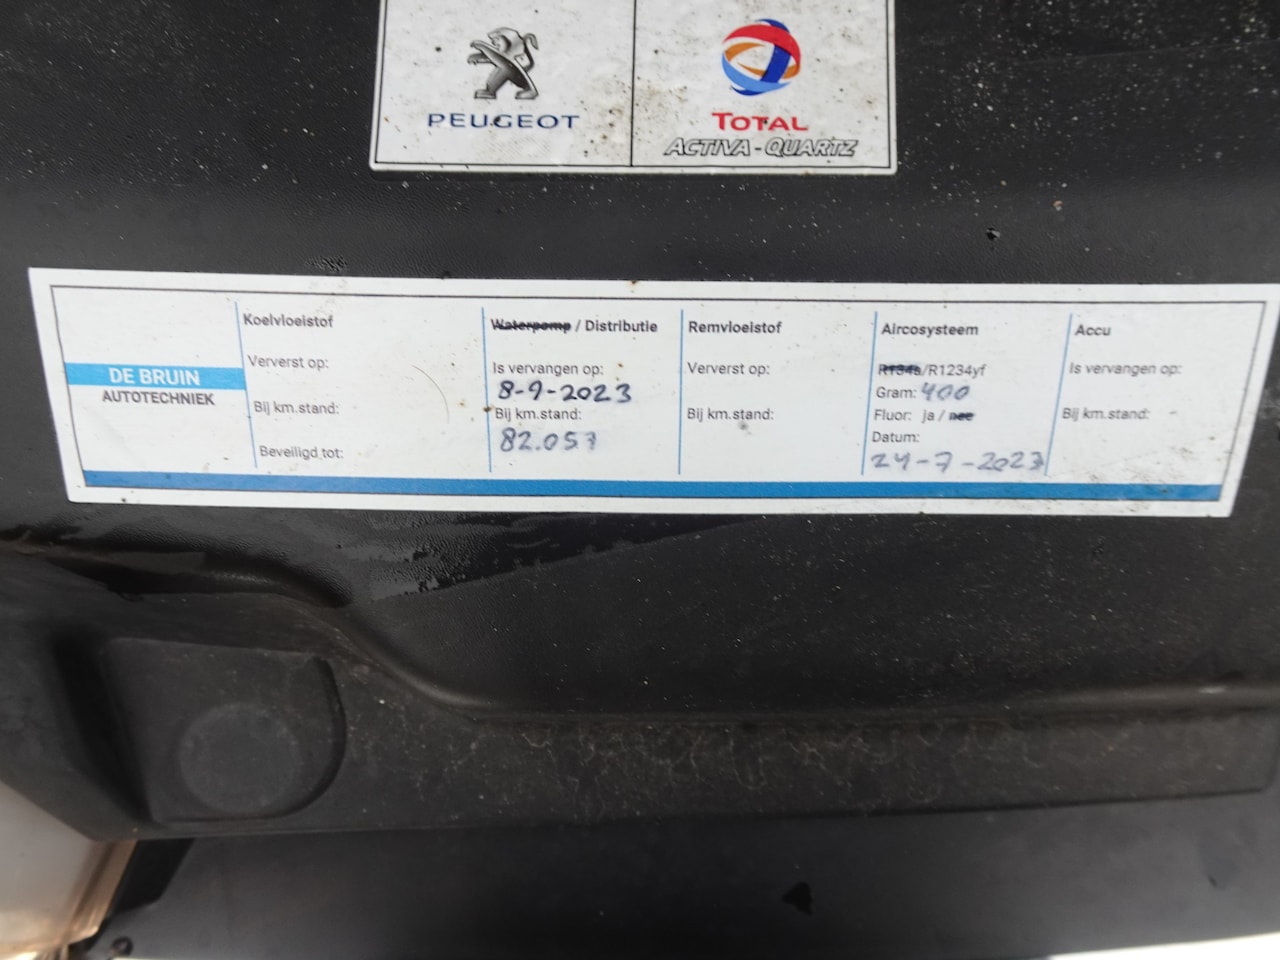 PEUGEOT
TOTAL
ACTIVA-QUARTZ
DE BRUIN
AUTOTECHNIEK
Koelvloeistof
Ververst op:
Bij km.stand:
Beveiligd tot:
Waterpomp / Distributie
Is vervangen op:
8-9-2023
Bij km.stand:
82.057
Remvloeistof
Ververst op:
Bij km.stand:
Aircosysteem
R134a/R1234yf
Gram: 400
Fluor: ja / nee
Datum:
24-7-2023
Accu
Is vervangen op:
Bij km.stand: